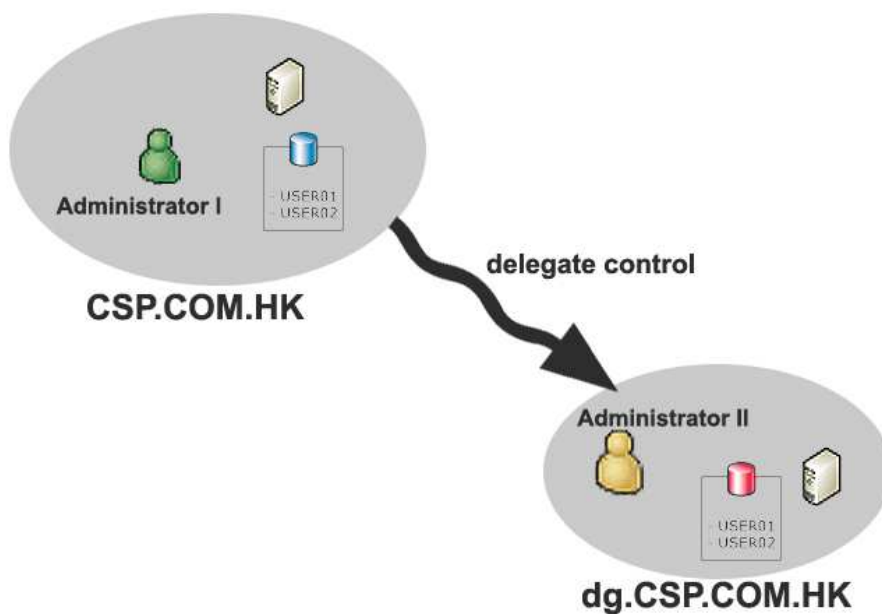 Administrator I
- USER01
- USER02
CSP.COM.HK
delegate control
Administrator II
- USER01
- USER02
dg.CSP.COM.HK